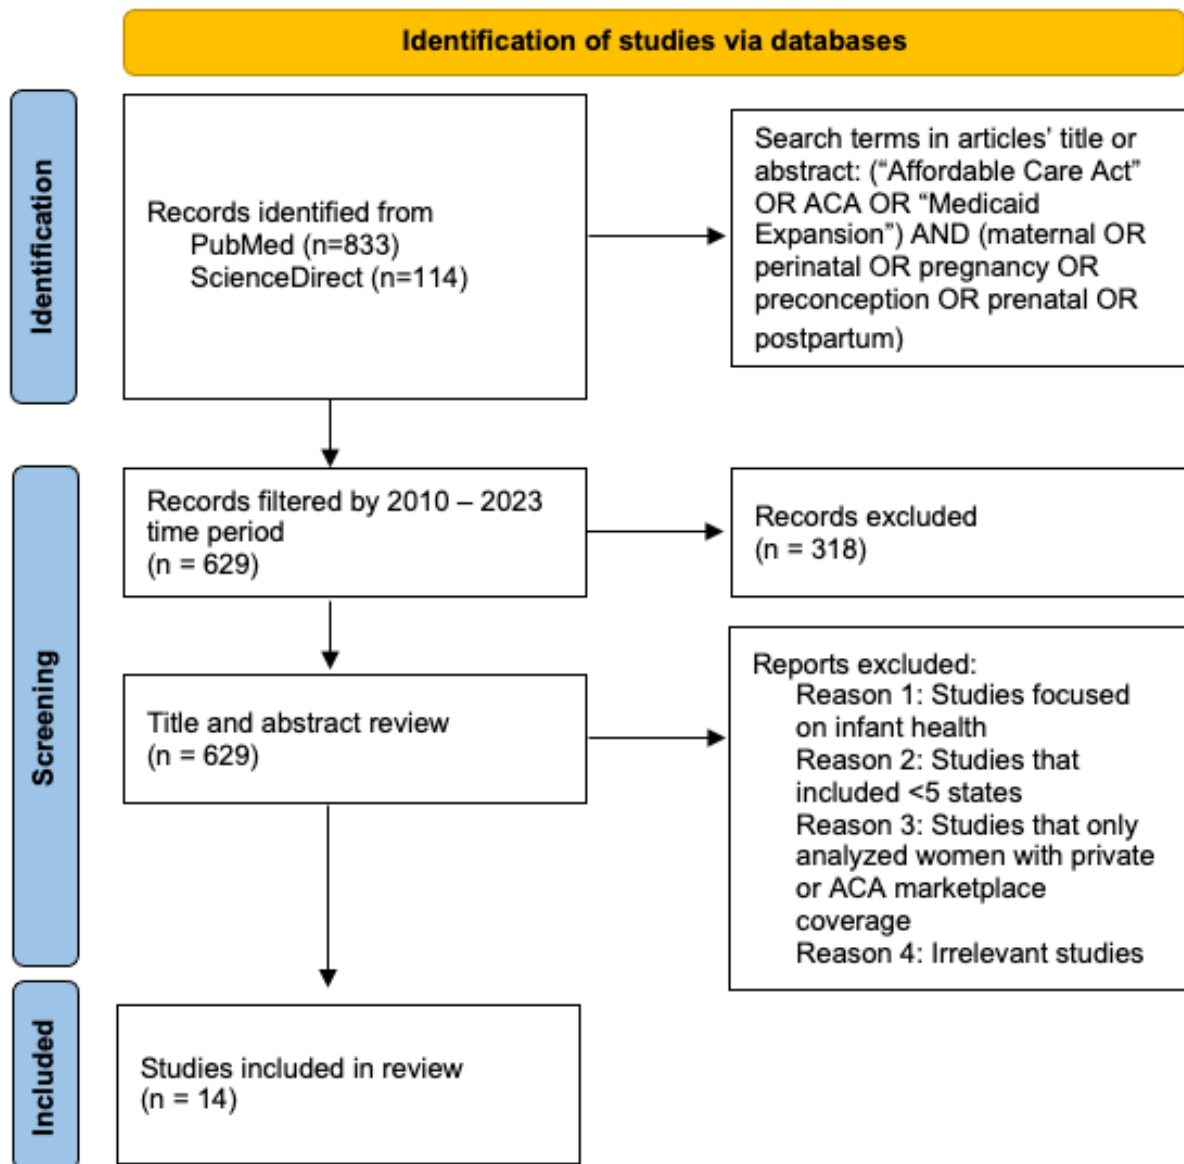 Identification of studies via databases
Identification
Records identified from
PubMed (n=833)
ScienceDirect (n=114)
Search terms in articles’ title or
abstract: (“Affordable Care Act”
OR ACA OR “Medicaid
Expansion”) AND (maternal OR
perinatal OR pregnancy OR
preconception OR prenatal OR
postpartum)
Screening
Records filtered by 2010 – 2023
time period
(n = 629)
Records excluded
(n = 318)
Title and abstract review
(n = 629)
Reports excluded:
Reason 1: Studies focused
on infant health
Reason 2: Studies that
included <5 states
Reason 3: Studies that only
analyzed women with private
or ACA marketplace
coverage
Reason 4: Irrelevant studies
Included
Studies included in review
(n = 14)